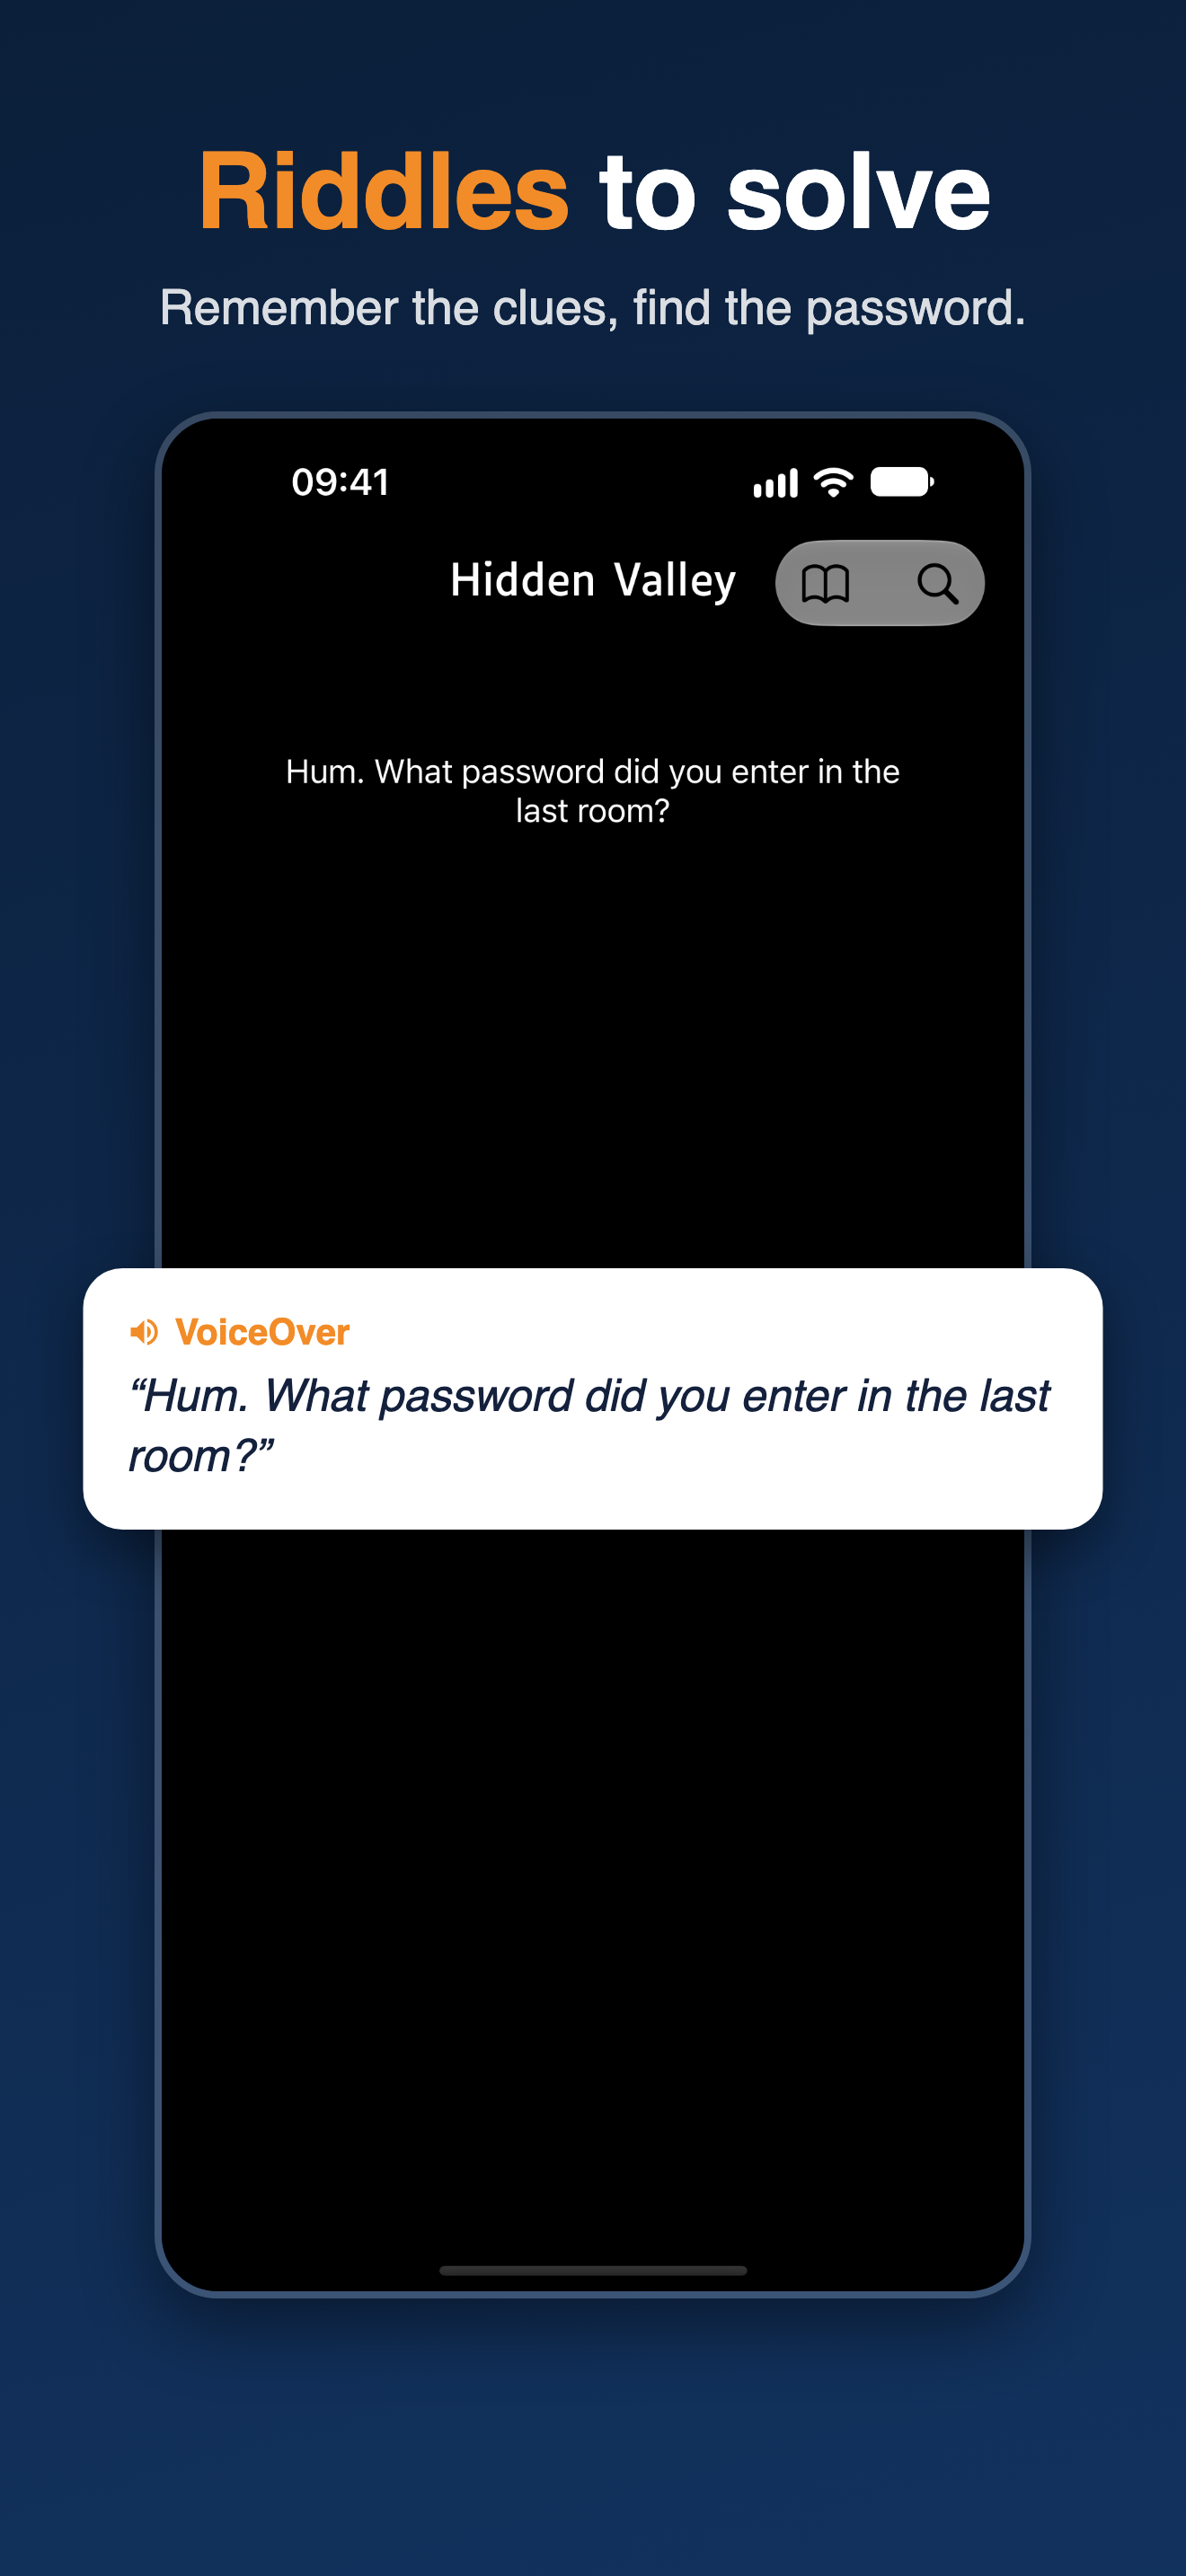 Riddles to solve
Remember the clues, find the password.
09:41
Hidden Valley
Hum. What password did you enter in the
last room?
VoiceOver
“Hum. What password did you enter in the last
room?”